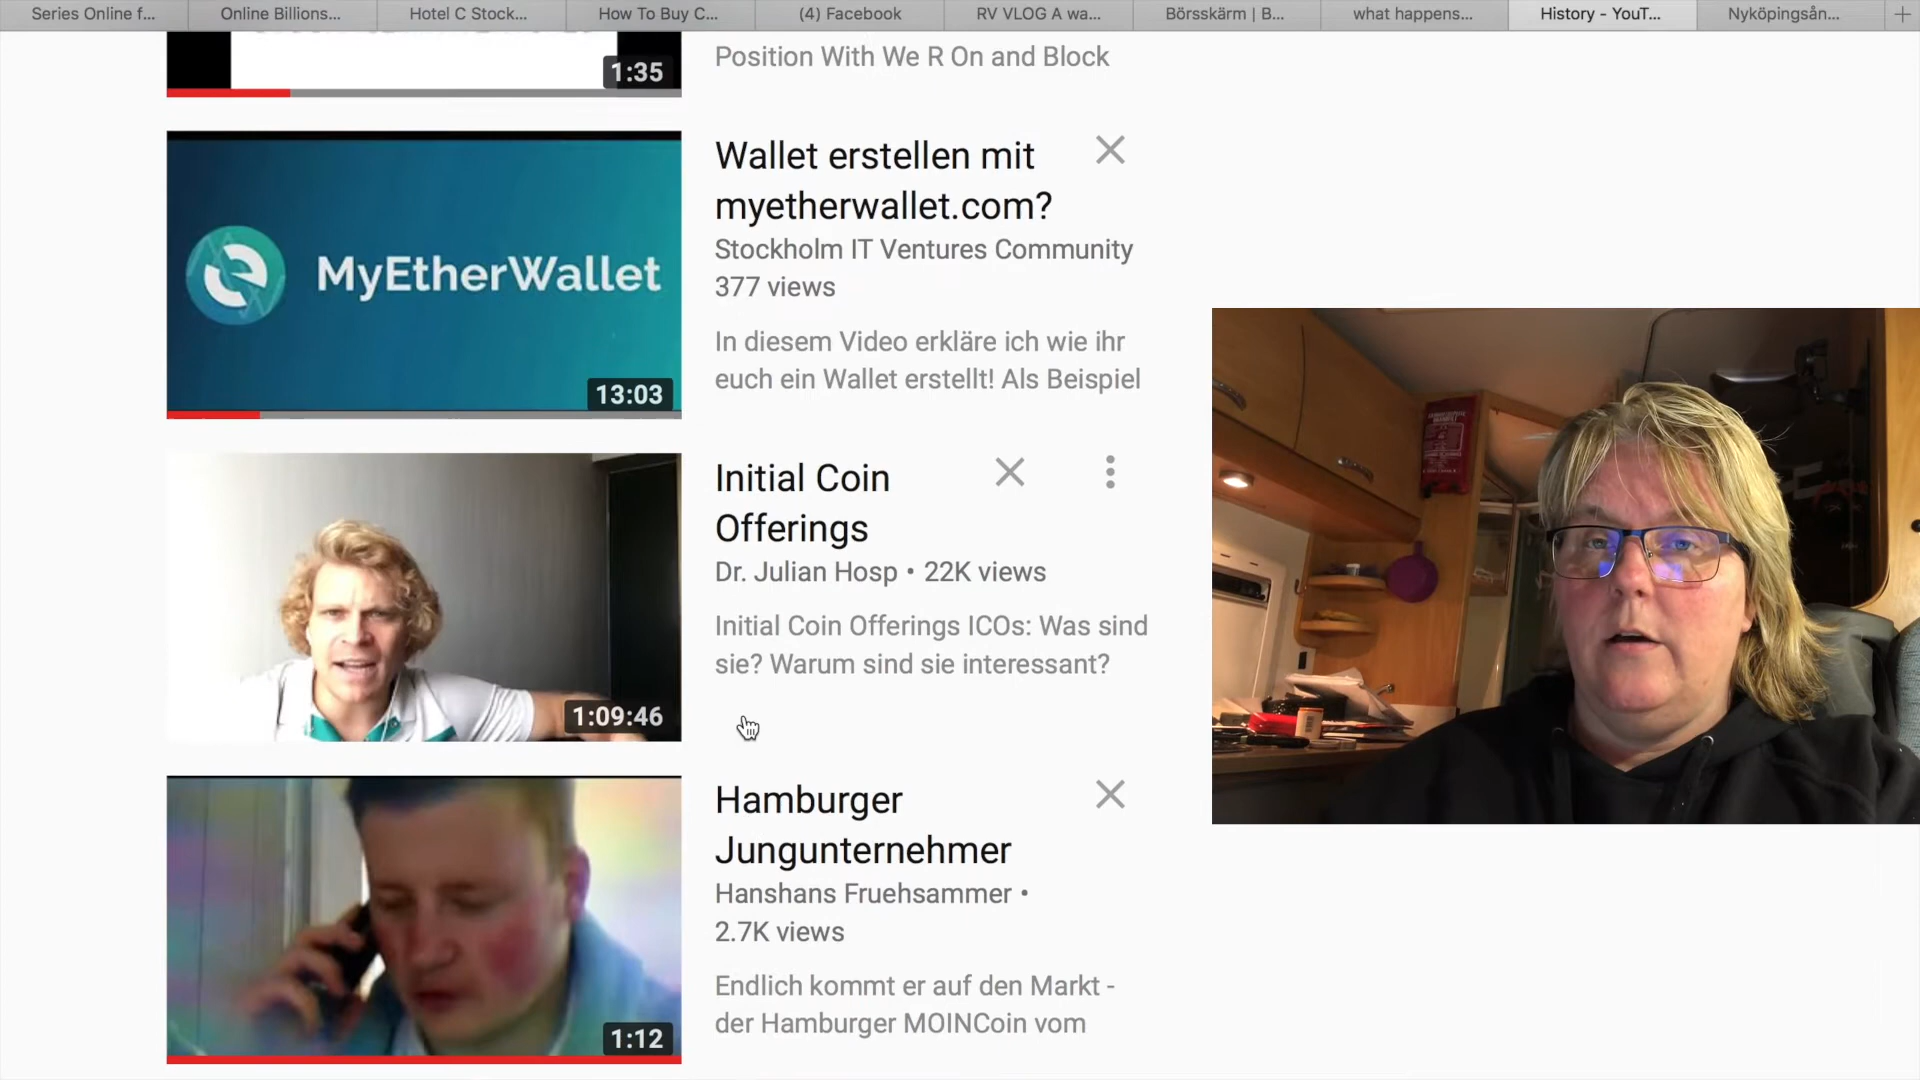 Series Online f...
Online Billions...
Hotel C Stock...
How To Buy C...
(4) Facebook
RV VLOG A wa...
Börsskärm | B...
what happens...
History - YouT...
Nyköpingsån...
1:35
Position With We R On and Block
MyEtherWallet
13:03
Wallet erstellen mit
myetherwallet.com?
Stockholm IT Ventures Community
377 views
In diesem Video erkläre ich wie ihr
euch ein Wallet erstellt! Als Beispiel
1:09:46
Initial Coin
Offerings
Dr. Julian Hosp • 22K views
Initial Coin Offerings ICOs: Was sind
sie? Warum sind sie interessant?
1:12
Hamburger
Jungunternehmer
Hanshans Fruehsammer •
2.7K views
Endlich kommt er auf den Markt -
der Hamburger MOINCoin vom